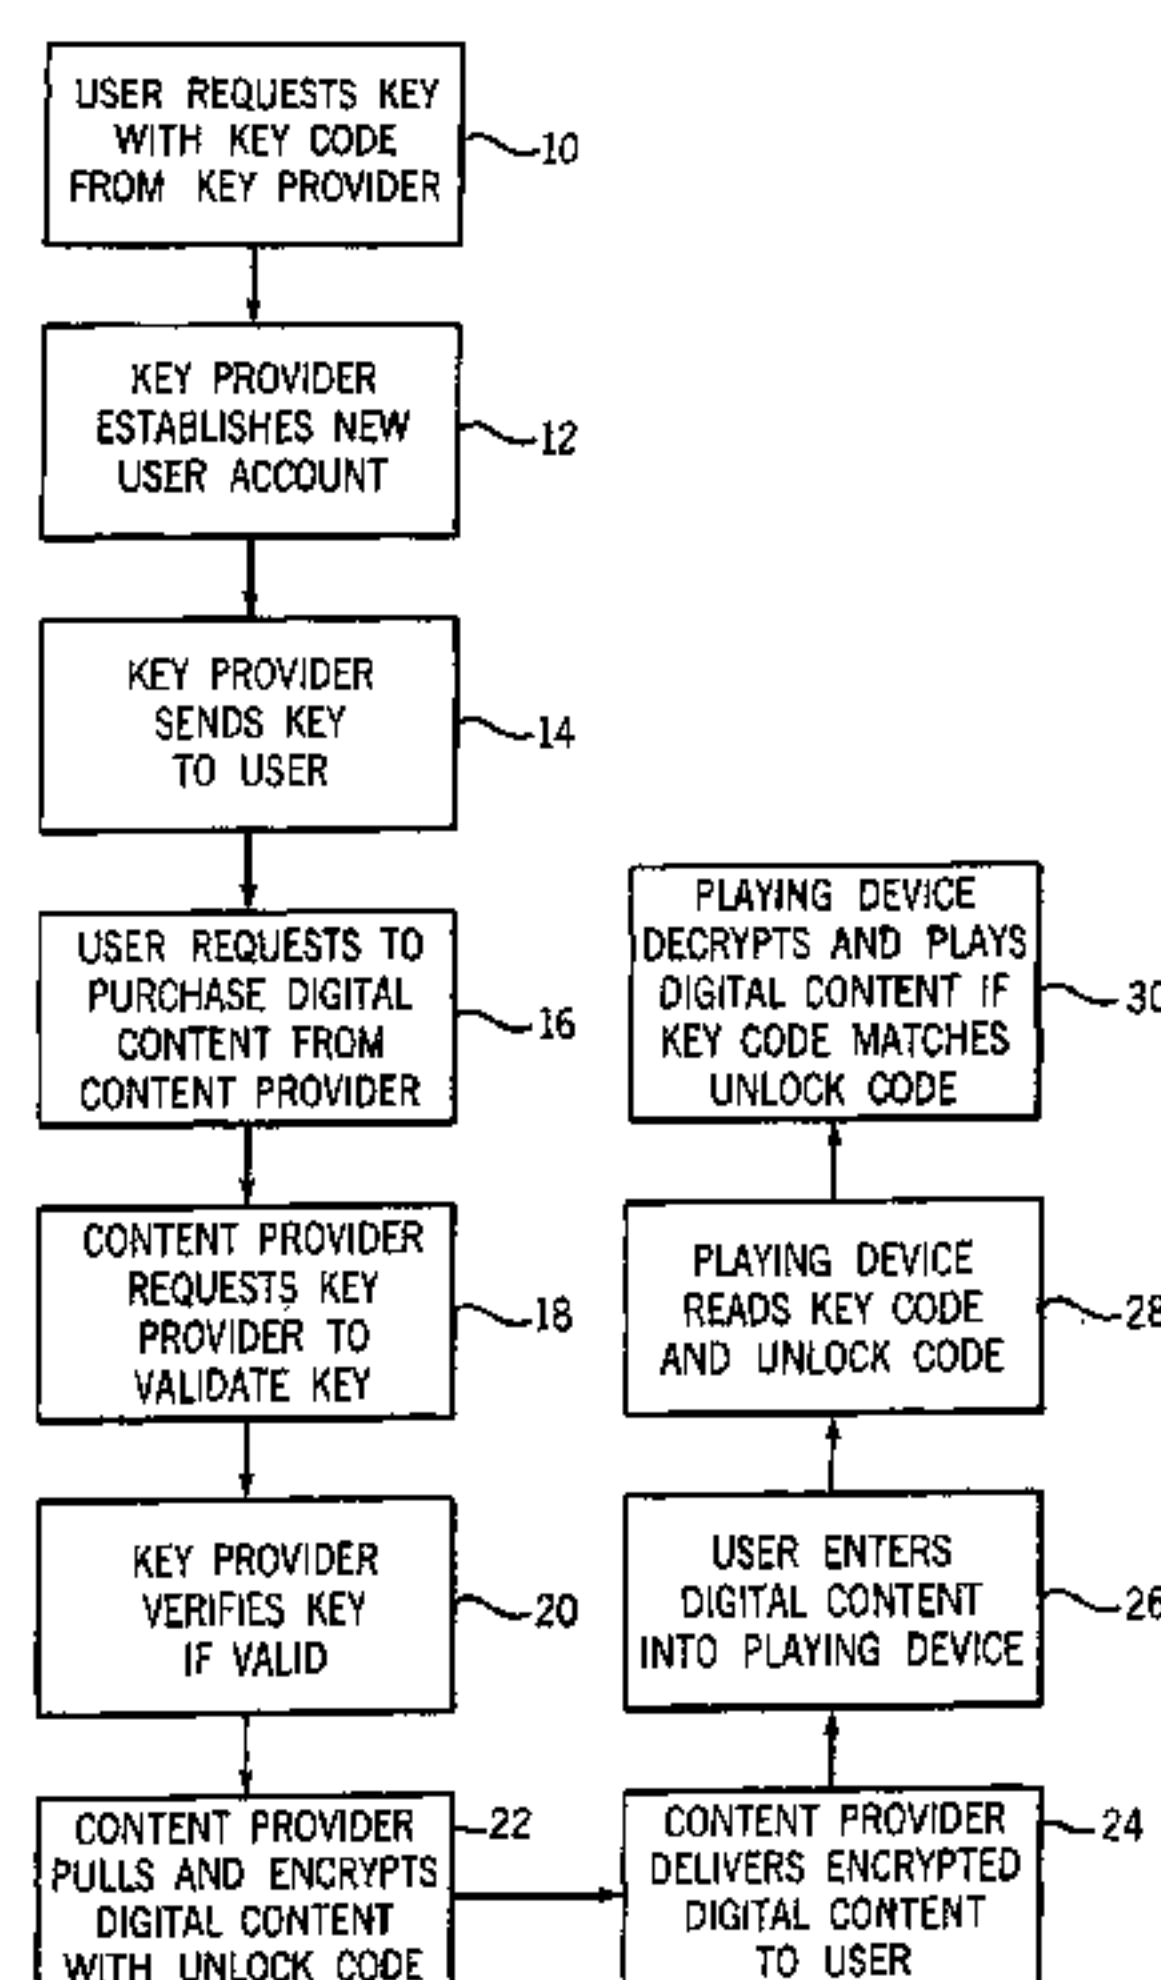 USER REQUESTS KEY
WITH KEY CODE
FROM KEY PROVIDER
10
KEY PROVIDER
ESTABLISHES NEW
USER ACCOUNT
12
KEY PROVIDER
SENDS KEY
TO USER
14
USER REQUESTS TO
PURCHASE DIGITAL
CONTENT FROM
CONTENT PROVIDER
16
CONTENT PROVIDER
REQUESTS KEY
PROVIDER TO
VALIDATE KEY
18
KEY PROVIDER
VERIFIES KEY
IF VALID
20
CONTENT PROVIDER
PULLS AND ENCRYPTS
DIGITAL CONTENT
WITH UNLOCK CODE
22
CONTENT PROVIDER
DELIVERS ENCRYPTED
DIGITAL CONTENT
TO USER
24
USER ENTERS
DIGITAL CONTENT
INTO PLAYING DEVICE
26
PLAYING DEVICE
READS KEY CODE
AND UNLOCK CODE
28
PLAYING DEVICE
DECRYPTS AND PLAYS
DIGITAL CONTENT IF
KEY CODE MATCHES
UNLOCK CODE
30